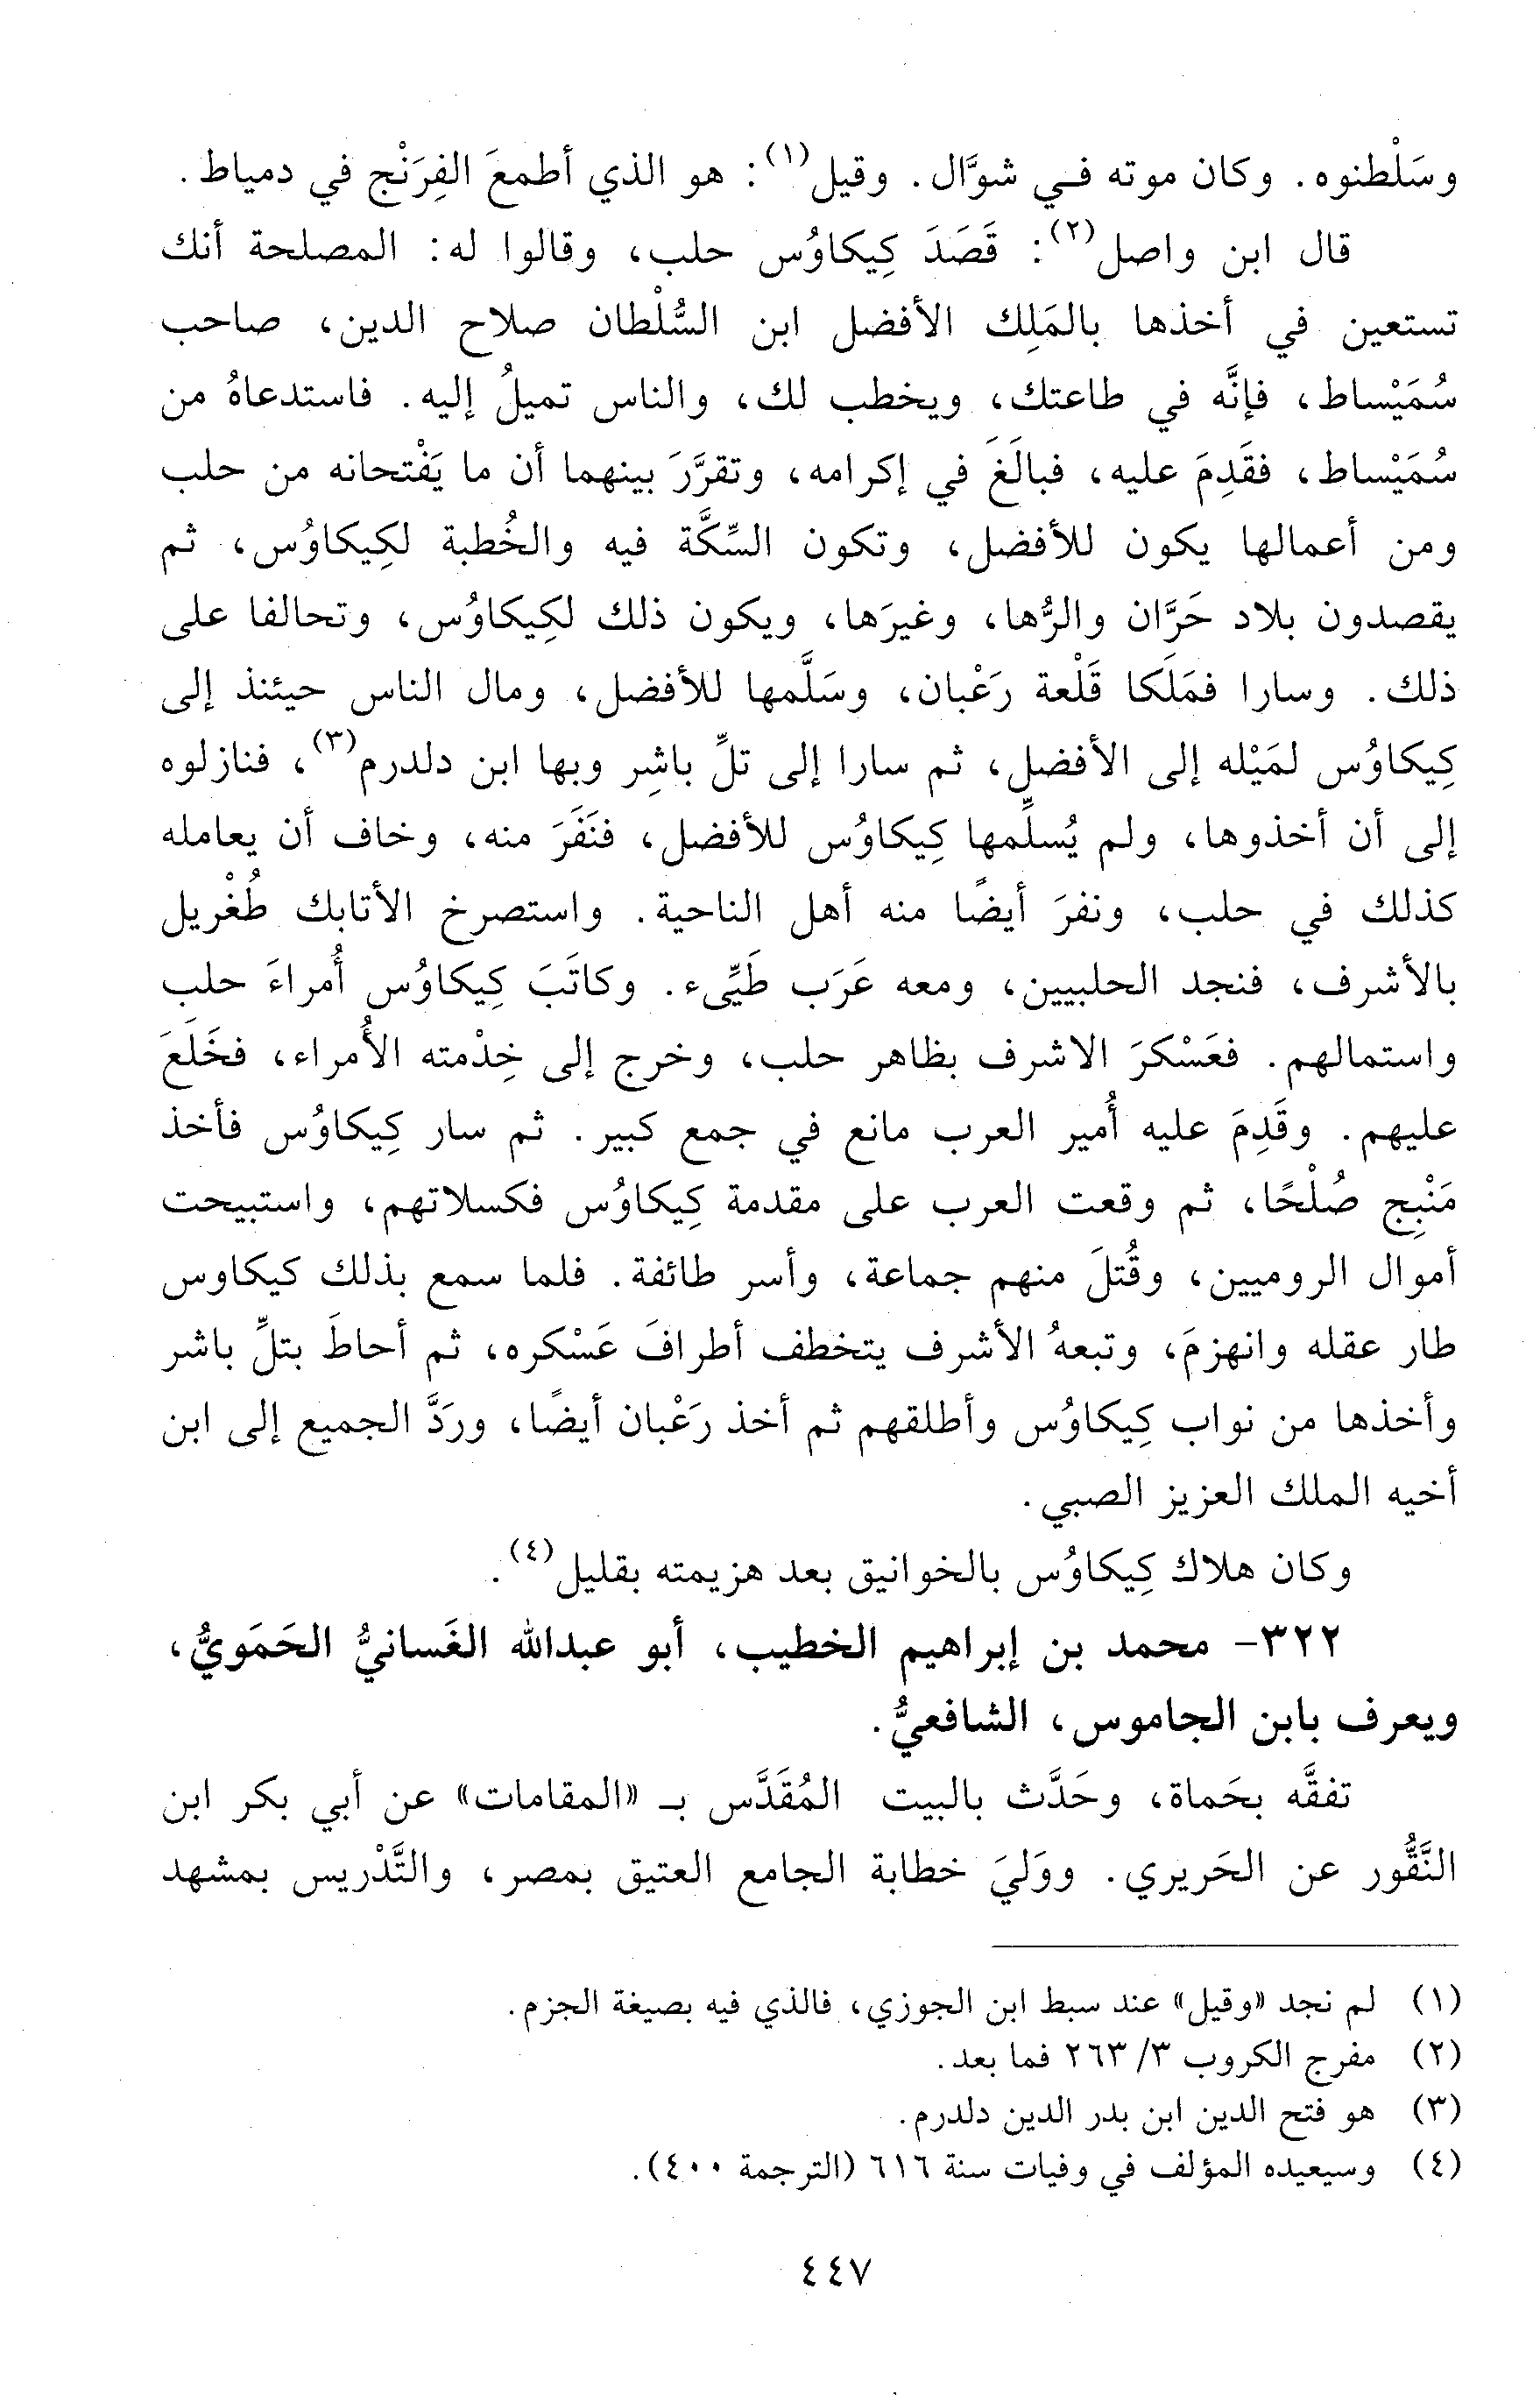 وسَلْطنوه. وكان موته فـي شوَّال. وقيل(١): هو الذي أطمعَ الفِرَنْج في دمياط.
قال ابن واصل(٢): قَصَدَ كِيكاوُس حلب، وقالوا له: المصلحة أنك
تستعين في أخذها بالمَلِك الأفضل ابن السُّلْطان صلاح الدين، صاحب
سُمَيْساط، فإنَّه في طاعتك، ويخطب لك، والناس تميلُ إليه. فاستدعاهُ من
سُمَيْساط، فقَدِمَ عليه، فبالَغَ في إكرامه، وتقرَّرَ بينهما أن ما يَفْتحانه من حلب
ومن أعمالها يكون للأفضل، وتكون السِّكَّة فيه والخُطبة لكِيكاوُس، ثم
يقصدون بلاد حَرَّان والرُّها، وغيرَها، ويكون ذلك لكِيكاوُس، وتحالفا على
ذلك. وسارا فمَلَكا قَلْعة رَعْبان، وسَلَّمها للأفضل، ومال الناس حيئنذ إلى
كِيكاوُس لمَيْله إلى الأفضل، ثم سارا إلى تلِّ باشِر وبها ابن دلدرم(٣)، فنازلوه
إلى أن أخذوها، ولم يُسلِّمها كِيكاوُس للأفضل، فنَفَرَ منه، وخاف أن يعامله
كذلك في حلب، ونفرَ أيضًا منه أهل الناحية. واستصرخ الأتابك طُغْريل
بالأشرف، فنجد الحلبيين، ومعه عَرَب طَيِّىء. وكاتَبَ كِيكاوُس أُمراءَ حلب
واستمالهم. فعَسْكرَ الاشرف بظاهر حلب، وخرج إلى خِدْمته الأُمراء، فخَلَعَ
عليهم. وقَدِمَ عليه أُمير العرب مانع في جمع كبير. ثم سار كِيكاوُس فأخذ
مَنْبِج صُلْحًا، ثم وقعت العرب على مقدمة كِيكاوُس فكسلاتهم، واستبيحت
أموال الروميين، وقُتلَ منهم جماعة، وأسر طائفة. فلما سمع بذلك كيكاوس
طار عقله وانهزمَ، وتبعهُ الأشرف يتخطف أطرافَ عَسْكره، ثم أحاطَ بتلِّ باشر
وأخذها من نواب كِيكاوُس وأطلقهم ثم أخذ رَعْبان أيضًا، وردَّ الجميع إلى ابن
أخيه الملك العزيز الصبي.
وكان هلاك كِيكاوُس بالخوانيق بعد هزيمته بقليل(٤).
٣٢٢- محمد بن إبراهيم الخطيب، أبو عبدالله الغَسانيُّ الحَمَويُّ،
ويعرف بابن الجاموس، الشافعيُّ.
تفقَّه بحَماة، وحَدَّث بالبيت المُقَدَّس بـ «المقامات» عن أبي بكر ابن
النَّقُّور عن الحَريري. ووَليَ خطابة الجامع العتيق بمصر، والتَّدْريس بمشهد
(١) لم نجد «وقيل» عند سبط ابن الجوزي، فالذي فيه بصيغة الجزم.
(٢) مفرج الكروب ٣/ ٢٦٣ فما بعد.
(٣) هو فتح الدين ابن بدر الدين دلدرم.
(٤) وسيعيده المؤلف في وفيات سنة ٦١٦ (الترجمة ٤٠٠).
٤٤٧